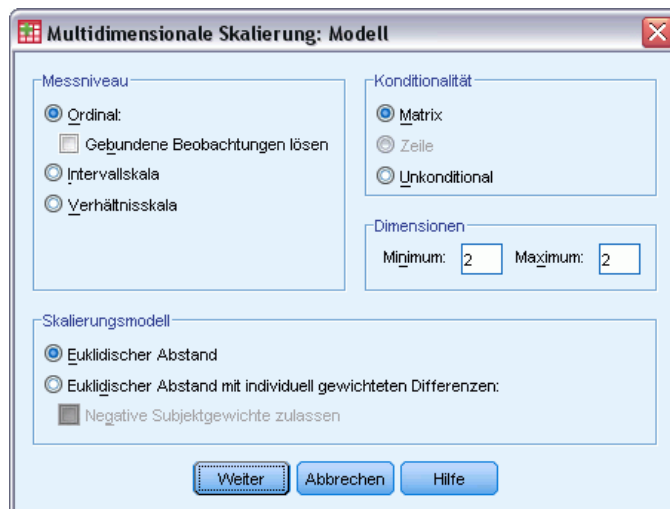 Multidimensionale Skalierung: Modell
Messniveau
Ordinal:
Gebundene Beobachtungen lösen
Intervallskala
Verhältnisskala
Konditionalität
Matrix
Zeile
Unkonditional
Dimensionen
Minimum: 2 Maximum: 2
Skalierungsmodell
Euklidischer Abstand
Euklidischer Abstand mit individuell gewichteten Differenzen:
Negative Subjektgewichte zulassen
Weiter Abbrechen Hilfe